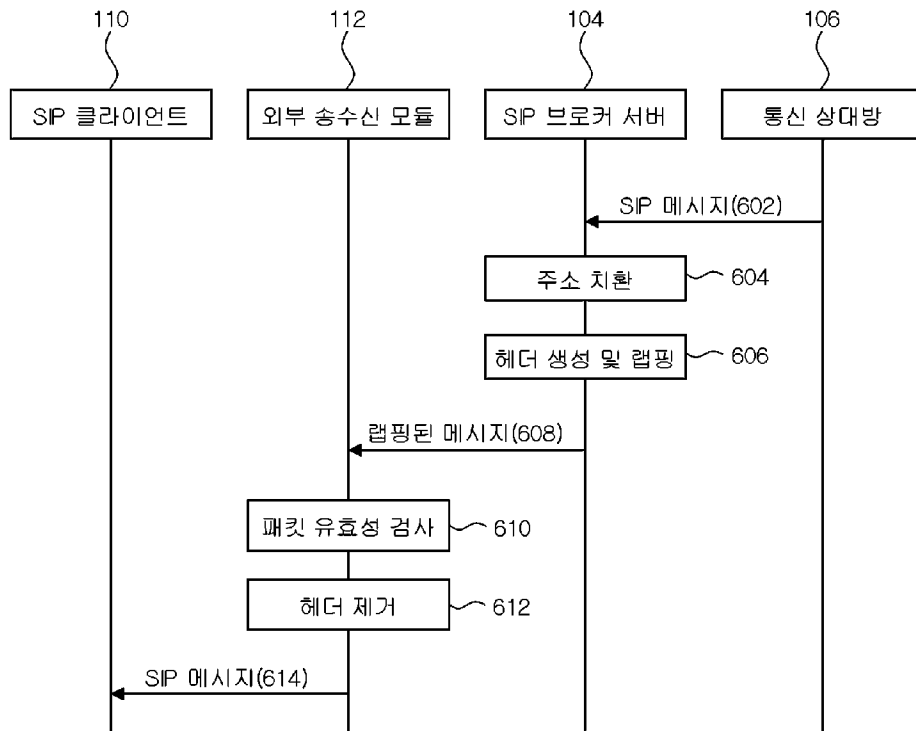 110
112
104
106
SIP 클라이언트
외부 송수신 모듈
SIP 브로커 서버
통신 상대방
SIP 메시지(602)
주소 치환
604
헤더 생성 및 랩핑
606
랩핑된 메시지(608)
패킷 유효성 검사
610
헤더 제거
612
SIP 메시지(614)